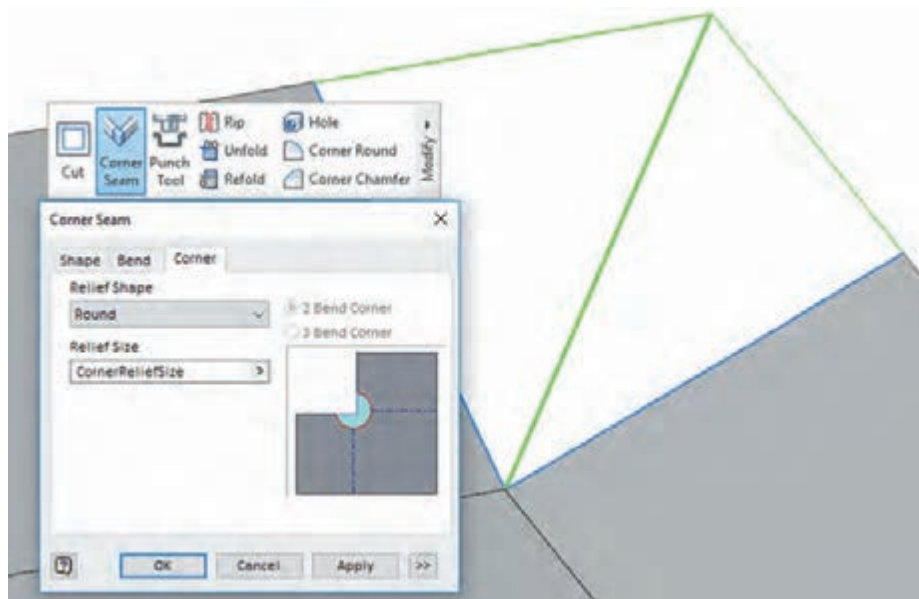 Cut
Corner
Seam
Punch
Tool
Rip
Unfold
Refold
Hole
Corner Round
Corner Chamfer
Modify
Corner Seam
Shape Bend Corner
Relief Shape
Round
Relief Size
CornerReliefSize
2 Bend Corner
3 Bend Corner
OK Cancel Apply >>